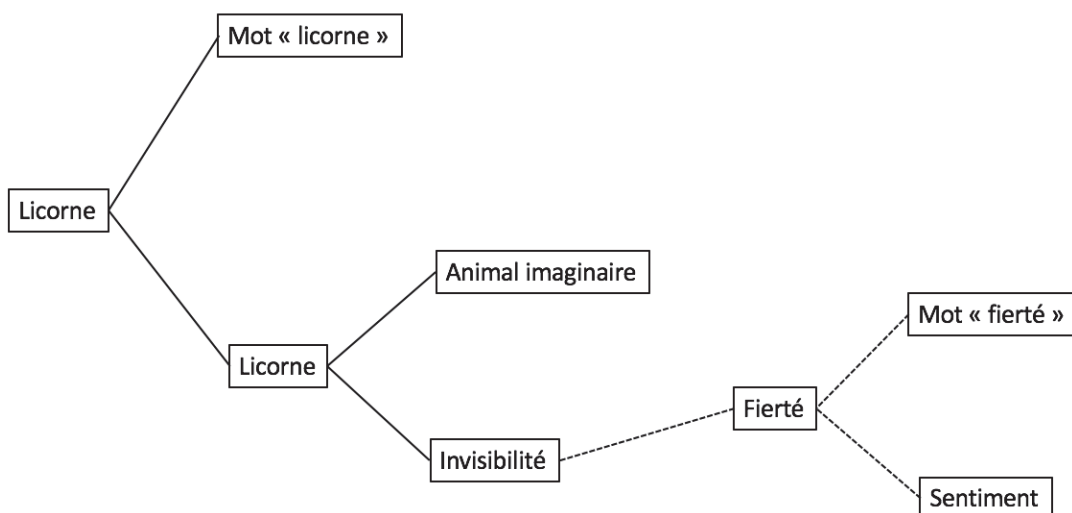 Mot « licorne »
Licorne
Animal imaginaire
Mot « fierté »
Licorne
Fierté
Invisibilité
Sentiment